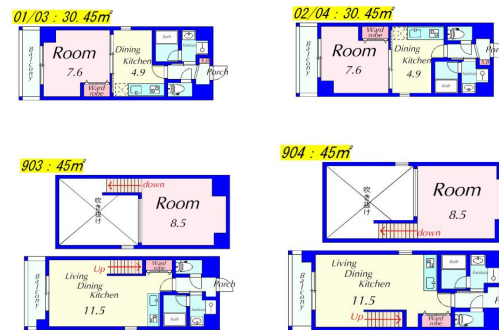 01/03 : 30.45㎡
Balcony
Room
7.6
Ward
robe
Dining
Kitchen
4.9
Bath
Sanitary
Porch
02/04 : 30.45㎡
Balcony
Room
7.6
Ward
robe
Dining
Kitchen
4.9
Bath
Sanitary
Por
903 : 45㎡
down
吹き抜け
Room
8.5
Balcony
Living
Dining
Kitchen
11.5
Up
Ward
robe
Bath
Sanitary
Porch
904 : 45㎡
吹き抜け
Room
8.5
down
Balcony
Living
Dining
Kitchen
11.5
Up
Bath
Sanitary
Ward
robe